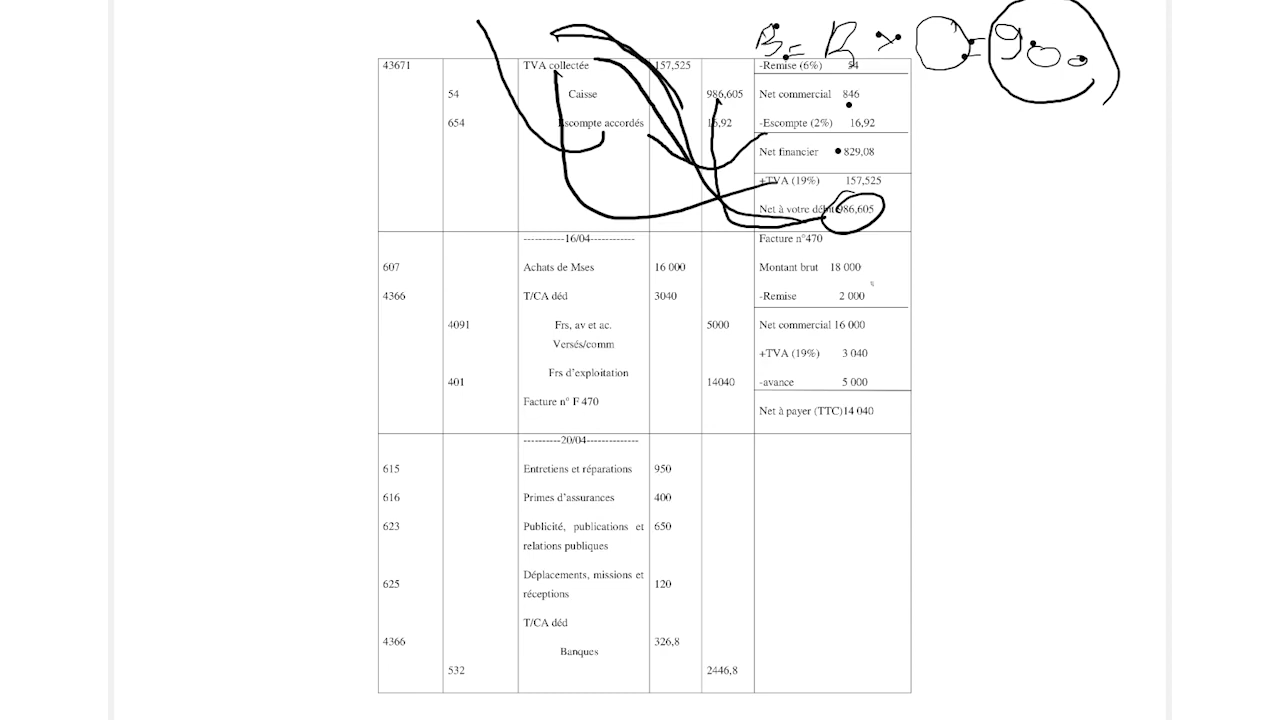 43671 TVA collectée 157,525 -Remise (6%) 54
54 Caisse 986,605 Net commercial 846
654 Escompte accordés 16,92 -Escompte (2%) 16,92
Net financier 829,08
+TVA (19%) 157,525
Net à votre débit 986,605
-----------16/04------------ Facture n°470
607 Achats de Mses 16 000 Montant brut 18 000
4366 T/CA déd 3040 -Remise 2 000
4091 Frs, av et ac. 5000 Net commercial 16 000
Versés/comm
+TVA (19%) 3 040
401 Frs d'exploitation 14040 -avance 5 000
Facture n° F 470
Net à payer (TTC)14 040
----------20/04--------------
615 Entretiens et réparations 950
616 Primes d'assurances 400
623 Publicité, publications et 650
relations publiques
625 Déplacements, missions et 120
réceptions
T/CA déd
4366 326,8
Banques
532 2446,8